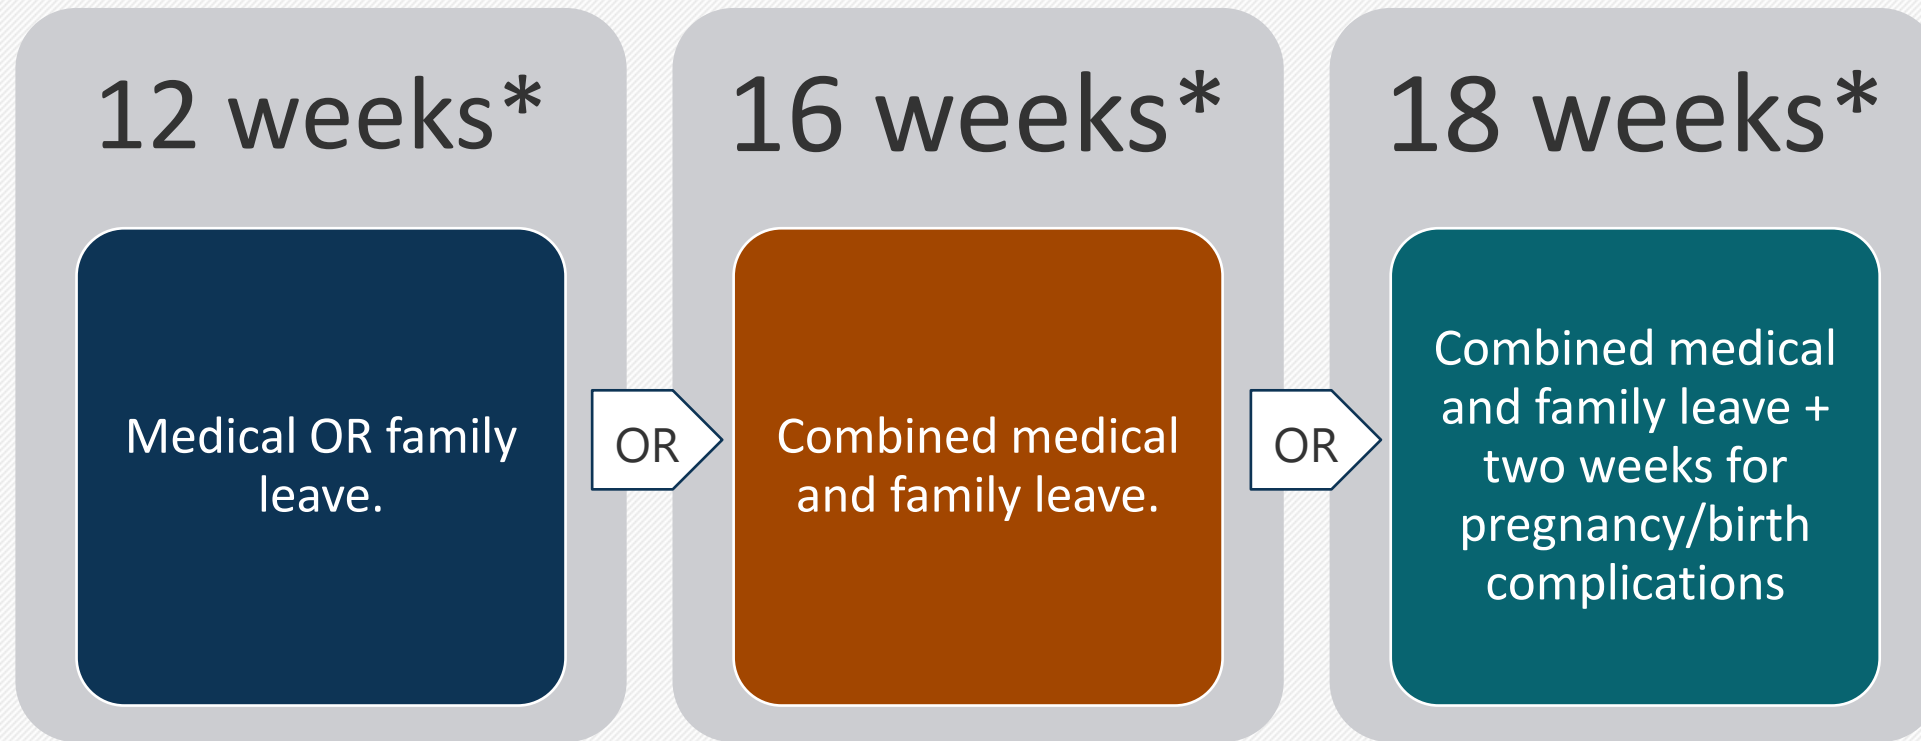 12 weeks*
Medical OR family
leave.
OR
16 weeks*
Combined medical
and family leave.
OR
18 weeks*
Combined medical
and family leave +
two weeks for
pregnancy/birth
complications